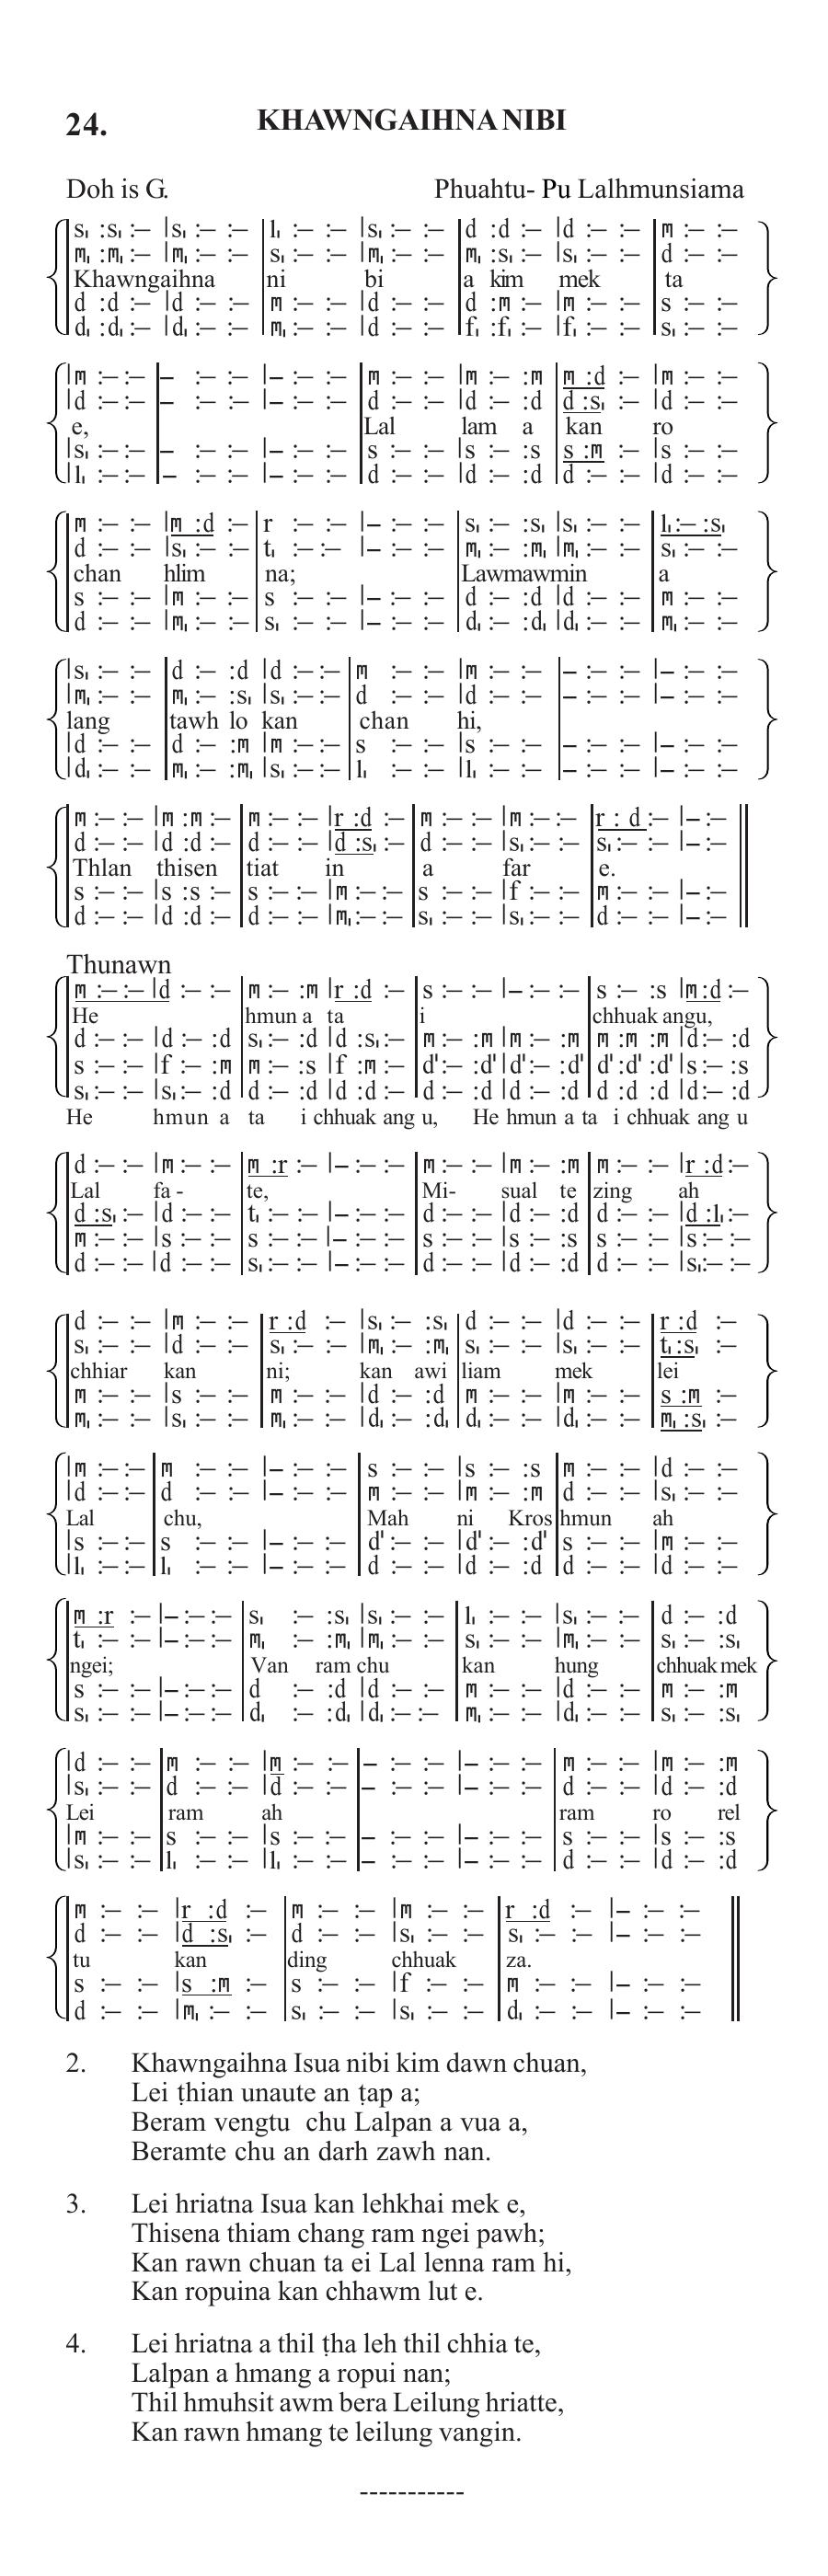 24. KHAWNGAIHNA NIBI
Doh is G. Phuahtu- Pu Lalhmunsiama
s, :s, :– |s, :– :– |l, :– :– |s, :– :– |d :d :– |d :– :– |m :– :–
m, :m, :– |m, :– :– |s, :– :– |m, :– :– |m, :s, :– |s, :– :– |d :– :–
Khawngaihna ni bi a kim mek ta
d :d :– |d :– :– |m :– :– |d :– :– |d :m :– |m :– :– |s :– :–
d, :d, :– |d, :– :– |m, :– :– |d :– :– |f, :f, :– |f, :– :– |s, :– :–
|m :– :– |– :– :– |– :– :– |m :– :– |m :– :m |m :d :– |m :– :–
|d :– :– |– :– :– |– :– :– |d :– :– |d :– :d |d :s, :– |d :– :–
e, Lal lam a kan ro
|s, :– :– |– :– :– |– :– :– |s :– :– |s :– :s |s :m :– |s :– :–
|l, :– :– |– :– :– |– :– :– |d :– :– |d :– :d |d :– :– |d :– :–
m :– :– |m :d :– |r :– :– |– :– :– |s, :– :s, |s, :– :– |l, :– :s,
d :– :– |s, :– :– |t, :– :– |– :– :– |m, :– :m, |m, :– :– |s, :– :–
chan hlim na; Lawmawmin a
s :– :– |m :– :– |s :– :– |– :– :– |d :– :d |d :– :– |m :– :–
d :– :– |m, :– :– |s, :– :– |– :– :– |d, :– :d, |d, :– :– |m, :– :–
|s, :– :– |d :– :d |d :– :– |m :– :– |m :– :– |– :– :– |– :– :–
|m, :– :– |m, :– :s, |s, :– :– |d :– :– |d :– :– |– :– :– |– :– :–
lang tawh lo kan chan hi,
|d :– :– |d :– :m |m :– :– |s :– :– |s :– :– |– :– :– |– :– :–
|d, :– :– |m, :– :m, |s, :– :– |l, :– :– |l, :– :– |– :– :– |– :– :–
m :– :– |m :m :– |m :– :– |r :d :– |m :– :– |m :– :– |r : d :– |– :–
d :– :– |d :d :– |d :– :– |d :s, :– |d :– :– |s, :– :– |s, :– :– |– :–
Thlan thisen tiat in a far e.
s :– :– |s :s :– |s :– :– |m :– :– |s :– :– |f :– :– |m :– :– |– :–
d :– :– |d :d :– |d :– :– |m, :– :– |s, :– :– |s, :– :– |d :– :– |– :–
Thunawn
m :– :– |d :– :– |m :– :m |r :d :– |s :– :– |– :– :– |s :– :s |m :d :–
He hmun a ta i chhuak angu,
d :– :– |d :– :d |s, :– :d |d :s, :– |m :– :m |m :– :m |m :m :m |d :– :d
s :– :– |f :– :m |m :– :s |f :m :– |d' :– :d' |d' :– :d' |d' :d' :d' |s :– :s
s, :– :– |s, :– :d |d :– :d |d :d :– |d :– :d |d :– :d |d :d :d |d :– :d
He hmun a ta i chhuak ang u, He hmun a ta i chhuak ang u
d :– :– |m :– :– |m :r :– |– :– :– |m :– :– |m :– :m |m :– :– |r :d :–
Lal fa - te, Mi- sual te zing ah
d :s, :– |d :– :– |t, :– :– |– :– :– |d :– :– |d :– :d |d :– :– |d :l, :–
m :– :– |s :– :– |s :– :– |– :– :– |s :– :– |s :– :s |s :– :– |s :– :–
d :– :– |d :– :– |s, :– :– |– :– :– |d :– :– |d :– :d |d :– :– |s, :– :–
d :– :– |m :– :– |r :d :– |s, :– :s, |d :– :– |d :– :– |r :d :–
s, :– :– |d :– :– |s, :– :– |m, :– :m, |s, :– :– |s, :– :– |t, :s, :–
chhiar kan ni; kan awi liam mek lei
m :– :– |s :– :– |m :– :– |d :– :d |m :– :– |m :– :– |s :m :–
m, :– :– |s, :– :– |m, :– :– |d, :– :d, |d, :– :– |d, :– :– |m, :s, :–
|m :– :– |m :– :– |– :– :– |s :– :– |s :– :s |m :– :– |d :– :–
|d :– :– |d :– :– |– :– :– |m :– :– |m :– :m |d :– :– |s, :– :–
Lal chu, Mah ni Kros hmun ah
|s :– :– |s :– :– |– :– :– |d' :– :– |d' :– :d' |s :– :– |m :– :–
|l, :– :– |l, :– :– |– :– :– |d :– :– |d :– :d |d :– :– |d :– :–
m :r :– |– :– :– |s, :– :s, |s, :– :– |l, :– :– |s, :– :– |d :– :d
t, :– :– |– :– :– |m, :– :m, |m, :– :– |s, :– :– |m, :– :– |s, :– :s,
ngei; Van ram chu kan hung chhuak mek
s :– :– |– :– :– |d :– :d |d :– :– |m :– :– |d :– :– |m :– :m
s, :– :– |– :– :– |d, :– :d, |d, :– :– |m, :– :– |d, :– :– |s, :– :s,
|d :– :– |m :– :– |m :– :– |– :– :– |– :– :– |m :– :– |m :– :m
|s, :– :– |d :– :– |d :– :– |– :– :– |– :– :– |d :– :– |d :– :d
Lei ram ah ram ro rel
|m :– :– |s :– :– |s :– :– |– :– :– |– :– :– |s :– :– |s :– :s
|s, :– :– |l, :– :– |l, :– :– |– :– :– |– :– :– |d :– :– |d :– :d
m :– :– |r :d :– |m :– :– |m :– :– |r :d :– |– :– :–
d :– :– |d :s, :– |d :– :– |s, :– :– |s, :– :– |– :– :–
tu kan ding chhuak za.
s :– :– |s :m :– |s :– :– |f :– :– |m :– :– |– :– :–
d :– :– |m, :– :– |s, :– :– |s, :– :– |d, :– :– |– :– :–
2. Khawngaihna Isua nibi kim dawn chuan,
Lei ṭhian unaute an ṭap a;
Beram vengtu chu Lalpan a vua a,
Beramte chu an darh zawh nan.
3. Lei hriatna Isua kan lehkhai mek e,
Thisena thiam chang ram ngei pawh;
Kan rawn chuan ta ei Lal lenna ram hi,
Kan ropuina kan chhawm lut e.
4. Lei hriatna a thil ṭha leh thil chhia te,
Lalpan a hmang a ropui nan;
Thil hmuhsit awm bera Leilung hriatte,
Kan rawn hmang te leilung vangin.
-----------